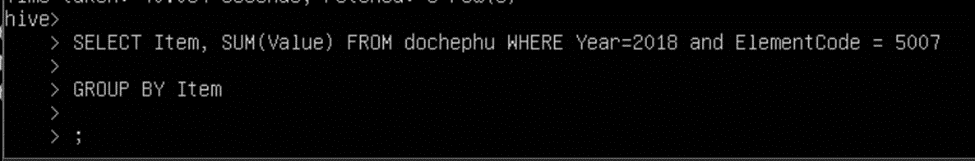 hive>
> SELECT Item, SUM(Value) FROM dochephu WHERE Year=2018 and ElementCode = 5007
>
> GROUP BY Item
>
> ;